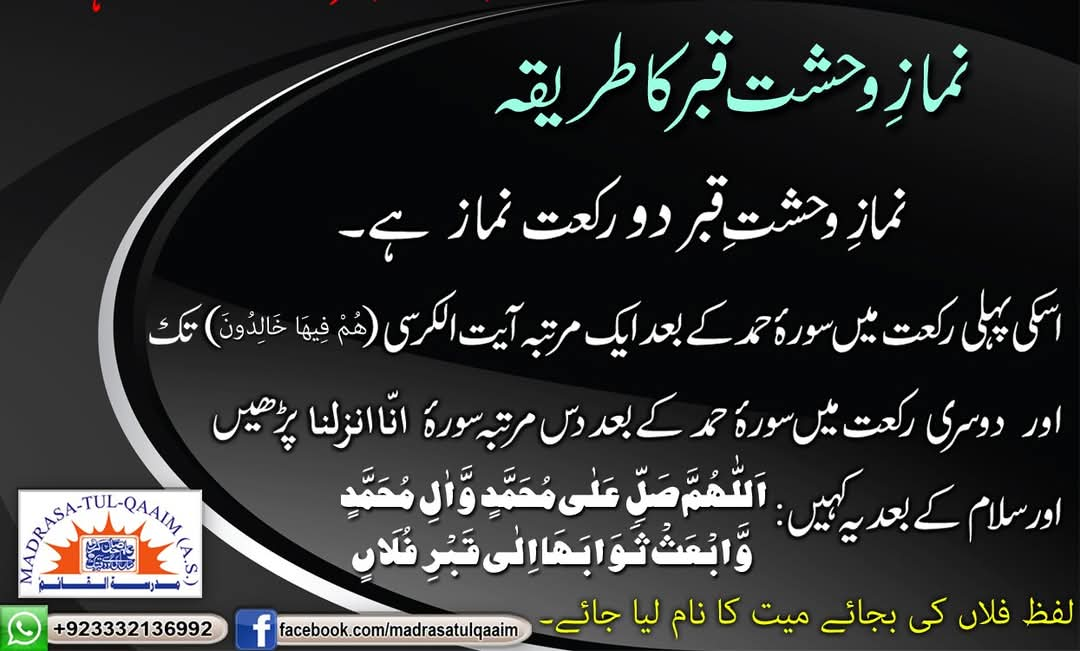 نمازِ وحشت قبر کا طریقہ
نمازِ وحشتِ قبر دو رکعت نماز ہے۔
اسکی پہلی رکعت میں سورۂ حمد کے بعد ایک مرتبہ آیت الکرسی (هُمْ فِيهَا خَالِدُونَ) تک
اور دوسری رکعت میں سورۂ حمد کے بعد دس مرتبہ سورۂ انّا انزلنا پڑھیں
اور سلام کے بعد یہ کہیں: اَللّٰهُمَّ صَلِّ عَلٰى مُحَمَّدٍ وَّاٰلِ مُحَمَّدٍ
وَّابْعَثْ ثَوَابَهَا اِلٰى قَبْرِ فُلَاںٍ
لفظ فلاں کی بجائے میت کا نام لیا جائے۔
MADRASA-TUL-QAAIM (A.S.)
مدرسة القائم
+923332136992
facebook.com/madrasatulqaaim